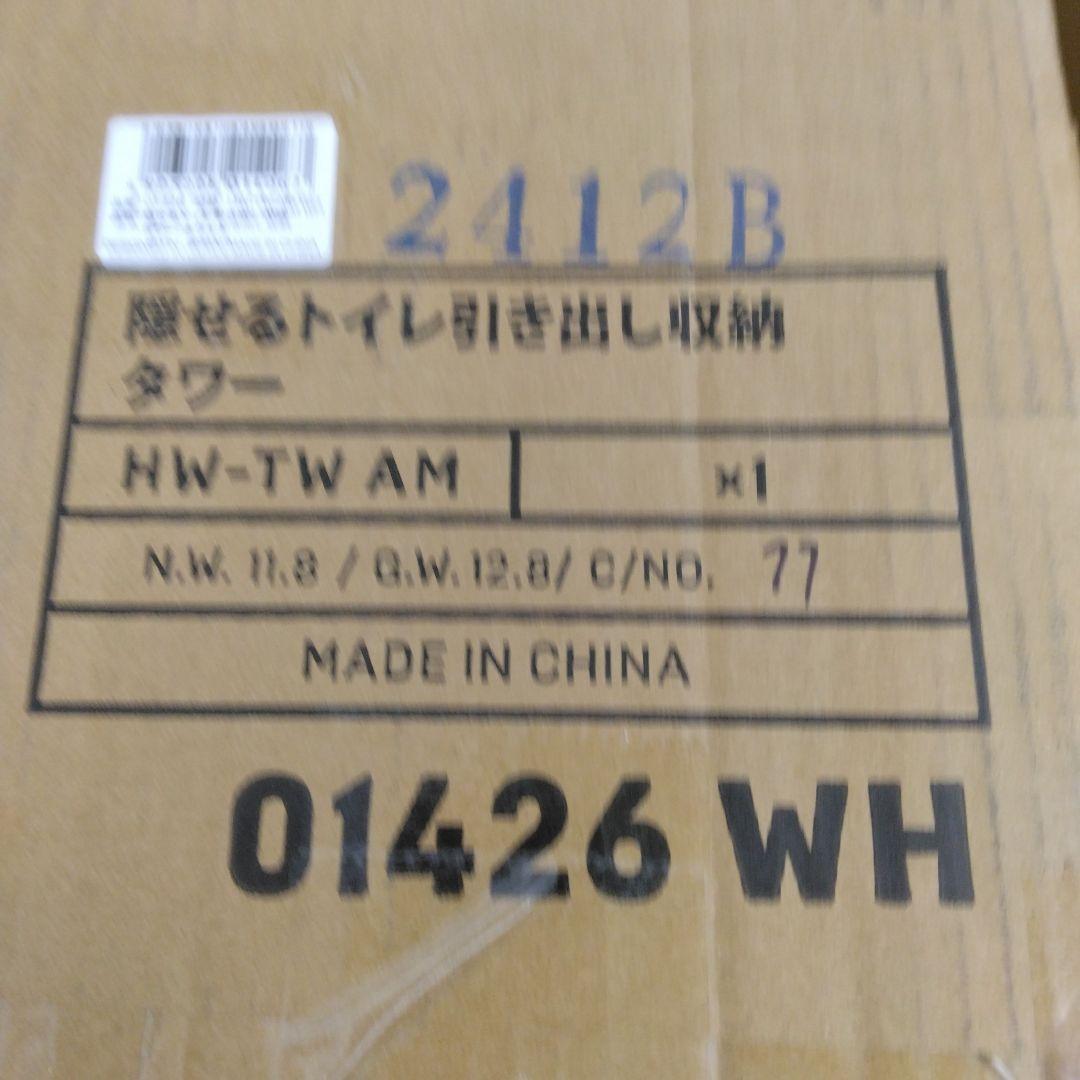 2412B
隠せるトイレ引き出し収納
タワー
HW-TW AM ×1
N.W. 11.8 / G.W. 12.8/ C/NO. 77
MADE IN CHINA
01426 WH